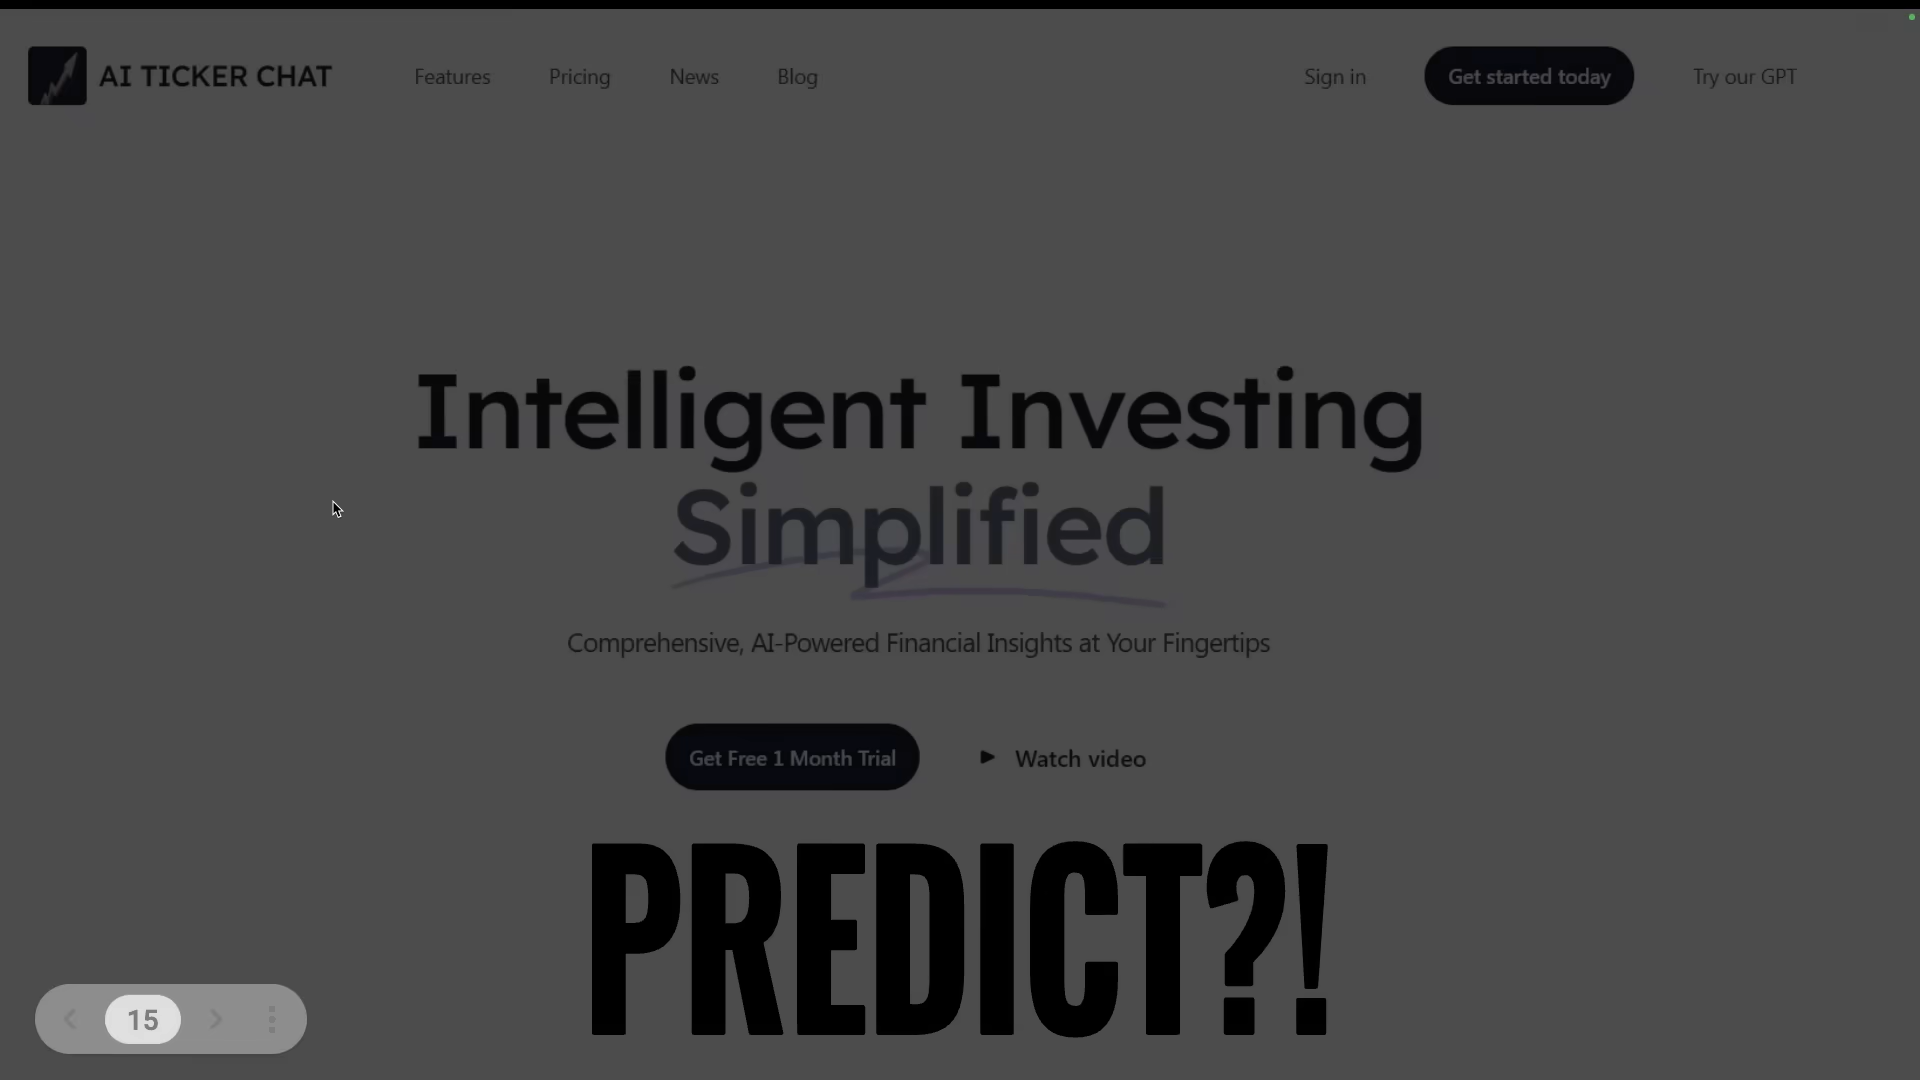 AI TICKER CHAT
Features
Pricing
News
Blog
Sign in
Get started today
Try our GPT
Intelligent Investing
Simplified
Comprehensive, AI-Powered Financial Insights at Your Fingertips
Get Free 1 Month Trial
Watch video
PREDICT?!
15